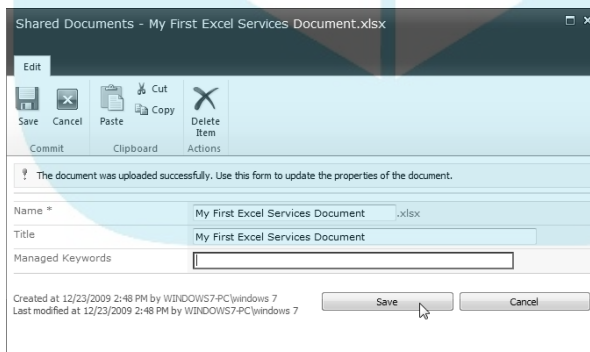 Shared Documents - My First Excel Services Document.xlsx
Edit
Save Cancel Paste Cut Copy Delete Item
Commit Clipboard Actions
The document was uploaded successfully. Use this form to update the properties of the document.
Name * My First Excel Services Document .xlsx
Title My First Excel Services Document
Managed Keywords
Created at 12/23/2009 2:48 PM by WINDOWS7-PC\windows 7
Last modified at 12/23/2009 2:48 PM by WINDOWS7-PC\windows 7
Save Cancel